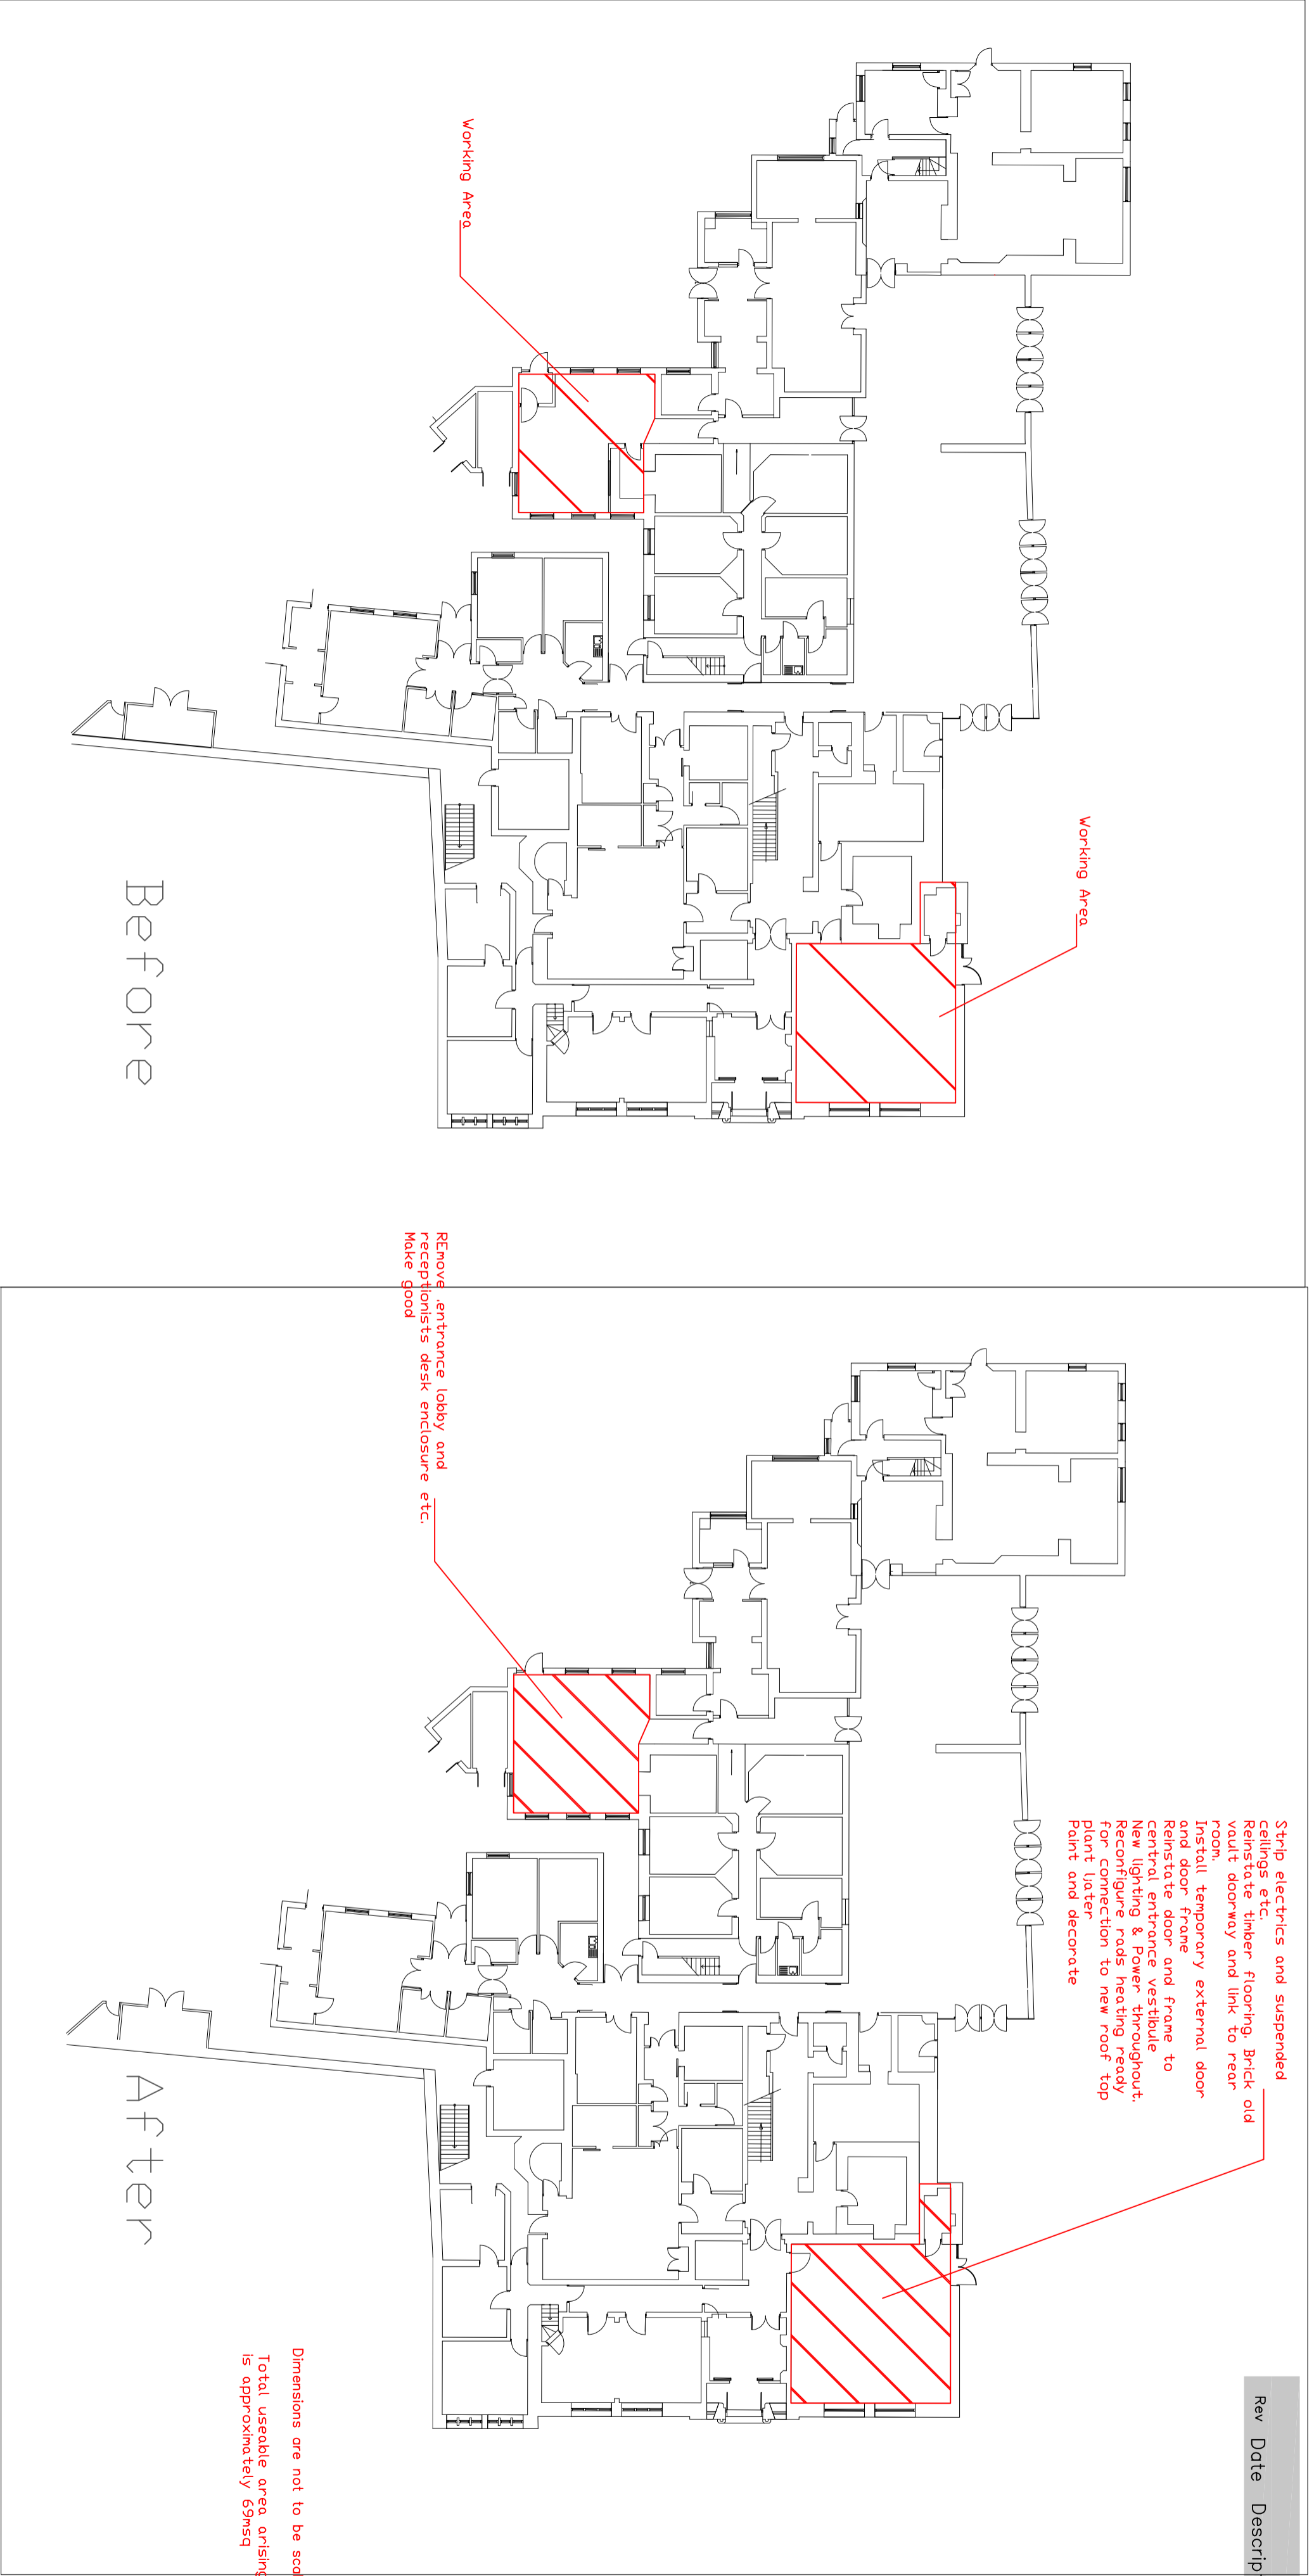 Working Area
Working Area
Before
REmove .entrance lobby and
receptionists desk enclosure etc.
Make good
Strip electrics and suspended
ceilings etc.
Reinstate timber flooring. Brick old
vault doorway and link to rear
room.
Install temporary external door
and door frame
Reinstate door and frame to
central entrance vestibule
New lighting & Power throughout.
Reconfigure rads heating ready
for connection to new roof top
plant later
Paint and decorate
After
Dimensions are not to be
Total useable area arising
is approximately 69msq
Rev Date